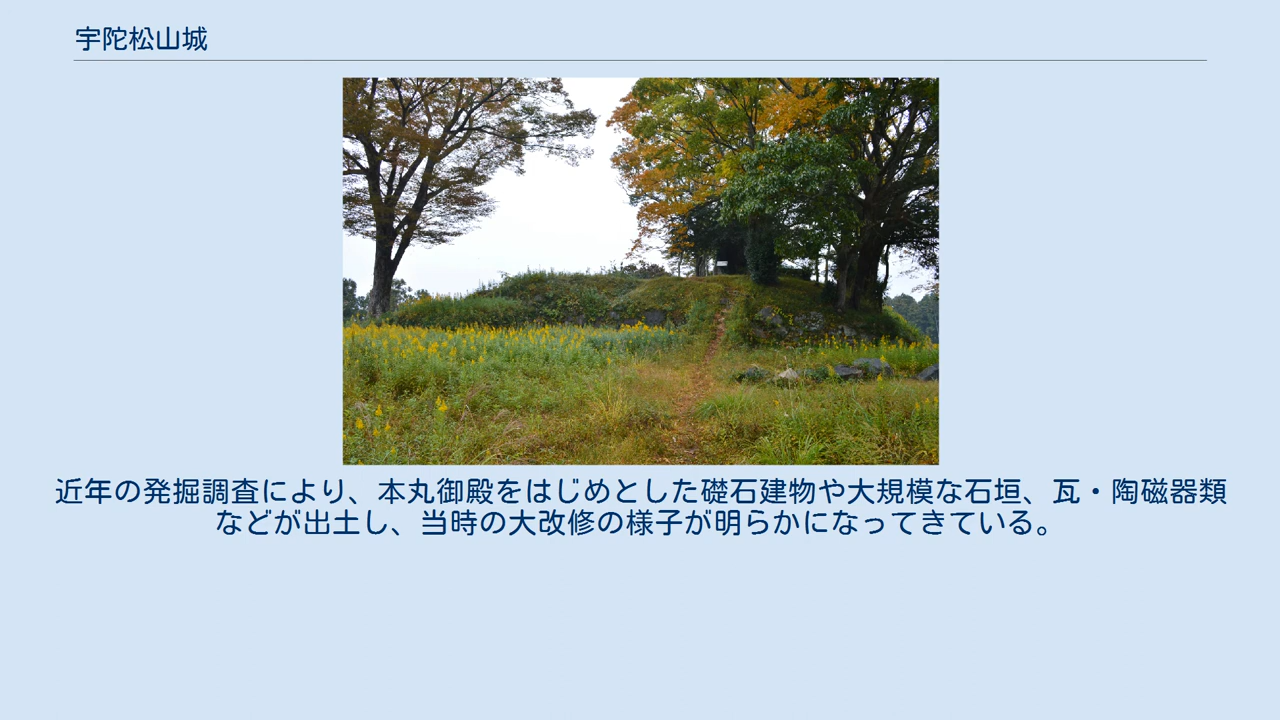 宇陀松山城
近年の発掘調査により、本丸御殿をはじめとした礎石建物や大規模な石垣、瓦・陶磁器類
などが出土し、当時の大改修の様子が明らかになってきている。